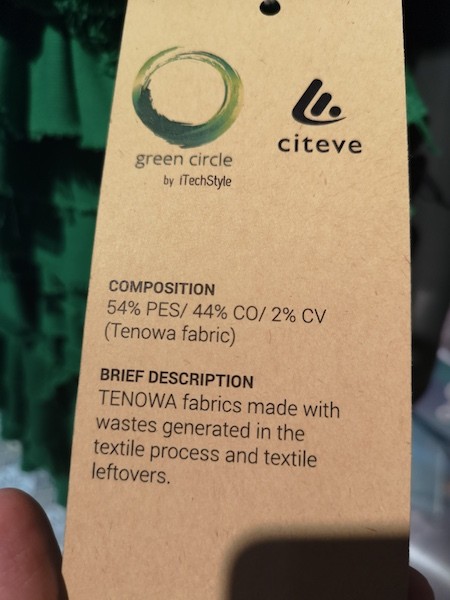 green circle
by iTechStyle
citeve
COMPOSITION
54% PES/ 44% CO/ 2% CV
(Tenowa fabric)
BRIEF DESCRIPTION
TENOWA fabrics made with
wastes generated in the
textile process and textile
leftovers.